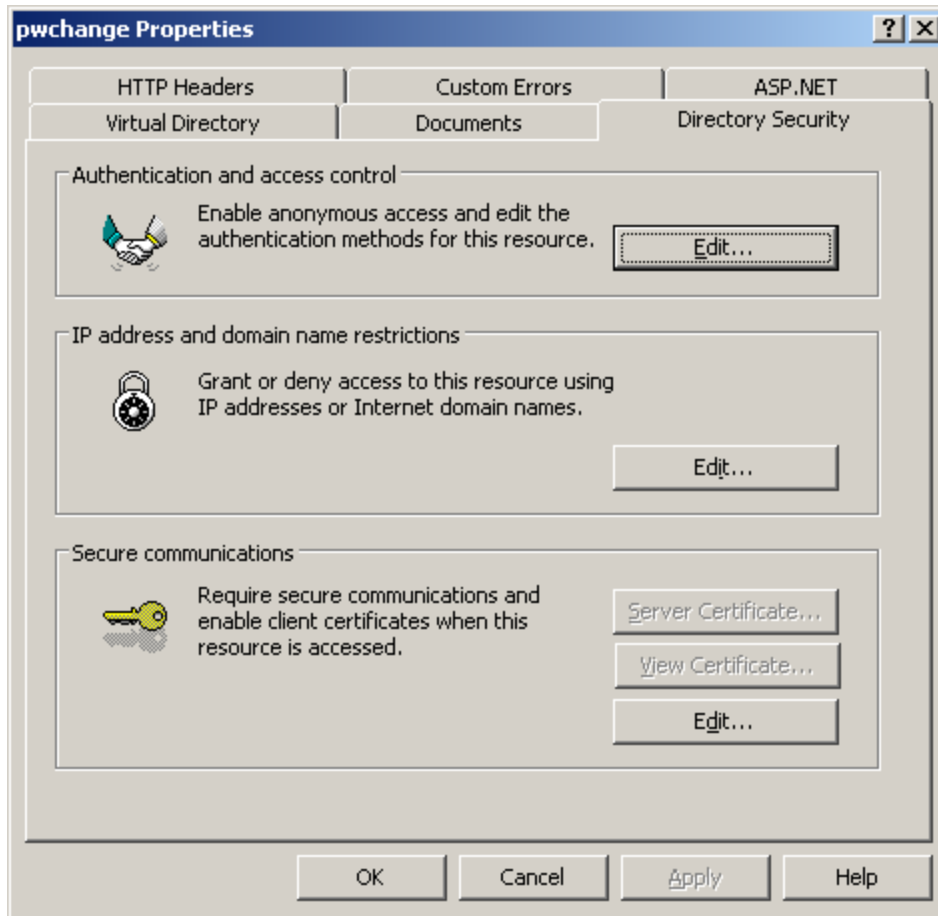 pwchange Properties
HTTP Headers
Custom Errors
ASP.NET
Virtual Directory
Documents
Directory Security
Authentication and access control
Enable anonymous access and edit the
authentication methods for this resource.
Edit...
IP address and domain name restrictions
Grant or deny access to this resource using
IP addresses or Internet domain names.
Edit...
Secure communications
Require secure communications and
enable client certificates when this
resource is accessed.
Server Certificate...
View Certificate...
Edit...
OK
Cancel
Apply
Help